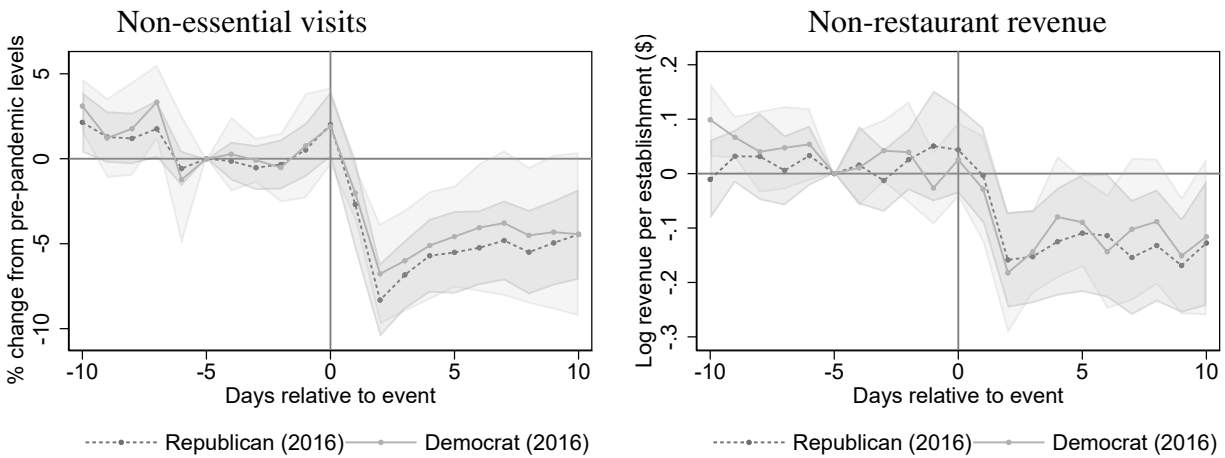 Non-essential visits
% change from pre-pandemic levels
5
0
-5
-10
-10 -5 0 5 10
Days relative to event
Republican (2016) Democrat (2016)
Non-restaurant revenue
Log revenue per establishment ($)
.2
.1
0
-.1
-.2
-.3
-10 -5 0 5 10
Days relative to event
Republican (2016) Democrat (2016)